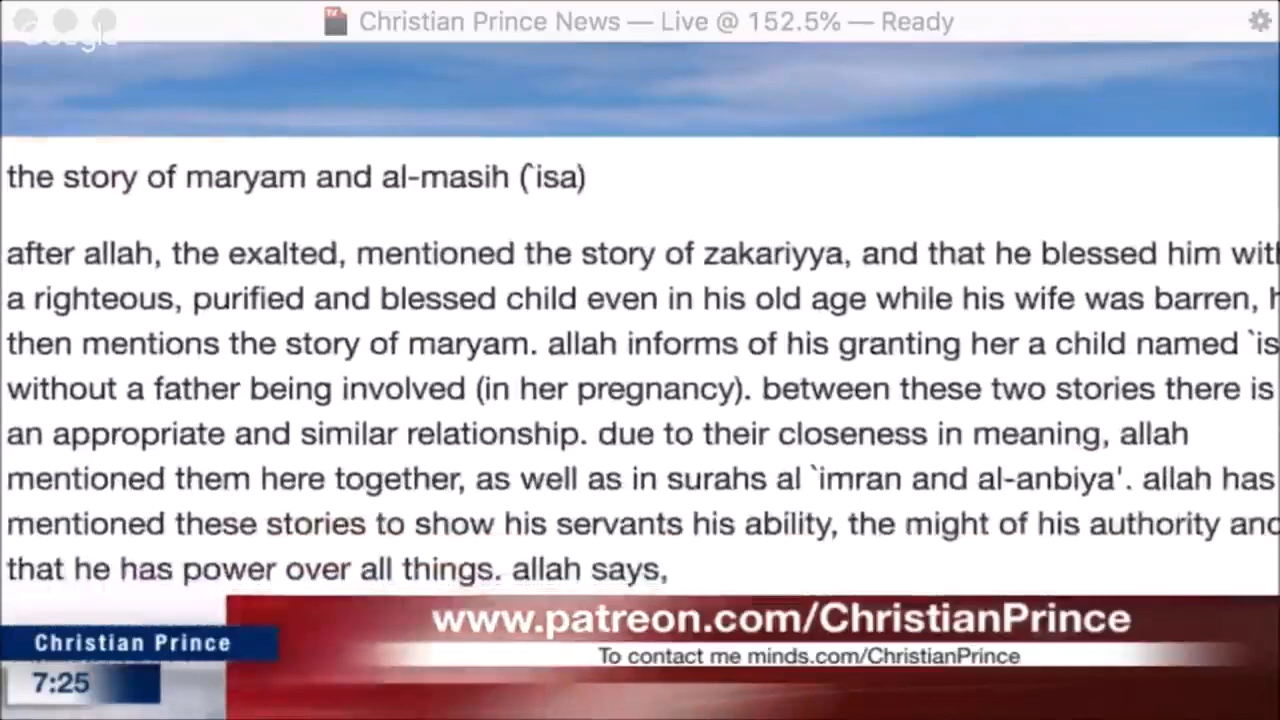 Christian Prince News — Live @ 152.5% — Ready
Google
the story of maryam and al-masih (`isa)
after allah, the exalted, mentioned the story of zakariyya, and that he blessed him with
a righteous, purified and blessed child even in his old age while his wife was barren,
then mentions the story of maryam. allah informs of his granting her a child named `is
without a father being involved (in her pregnancy). between these two stories there is
an appropriate and similar relationship. due to their closeness in meaning, allah
mentioned them here together, as well as in surahs al `imran and al-anbiya'. allah has
mentioned these stories to show his servants his ability, the might of his authority and
that he has power over all things. allah says,
www.patreon.com/ChristianPrince
Christian Prince
To contact me minds.com/ChristianPrince
7:25